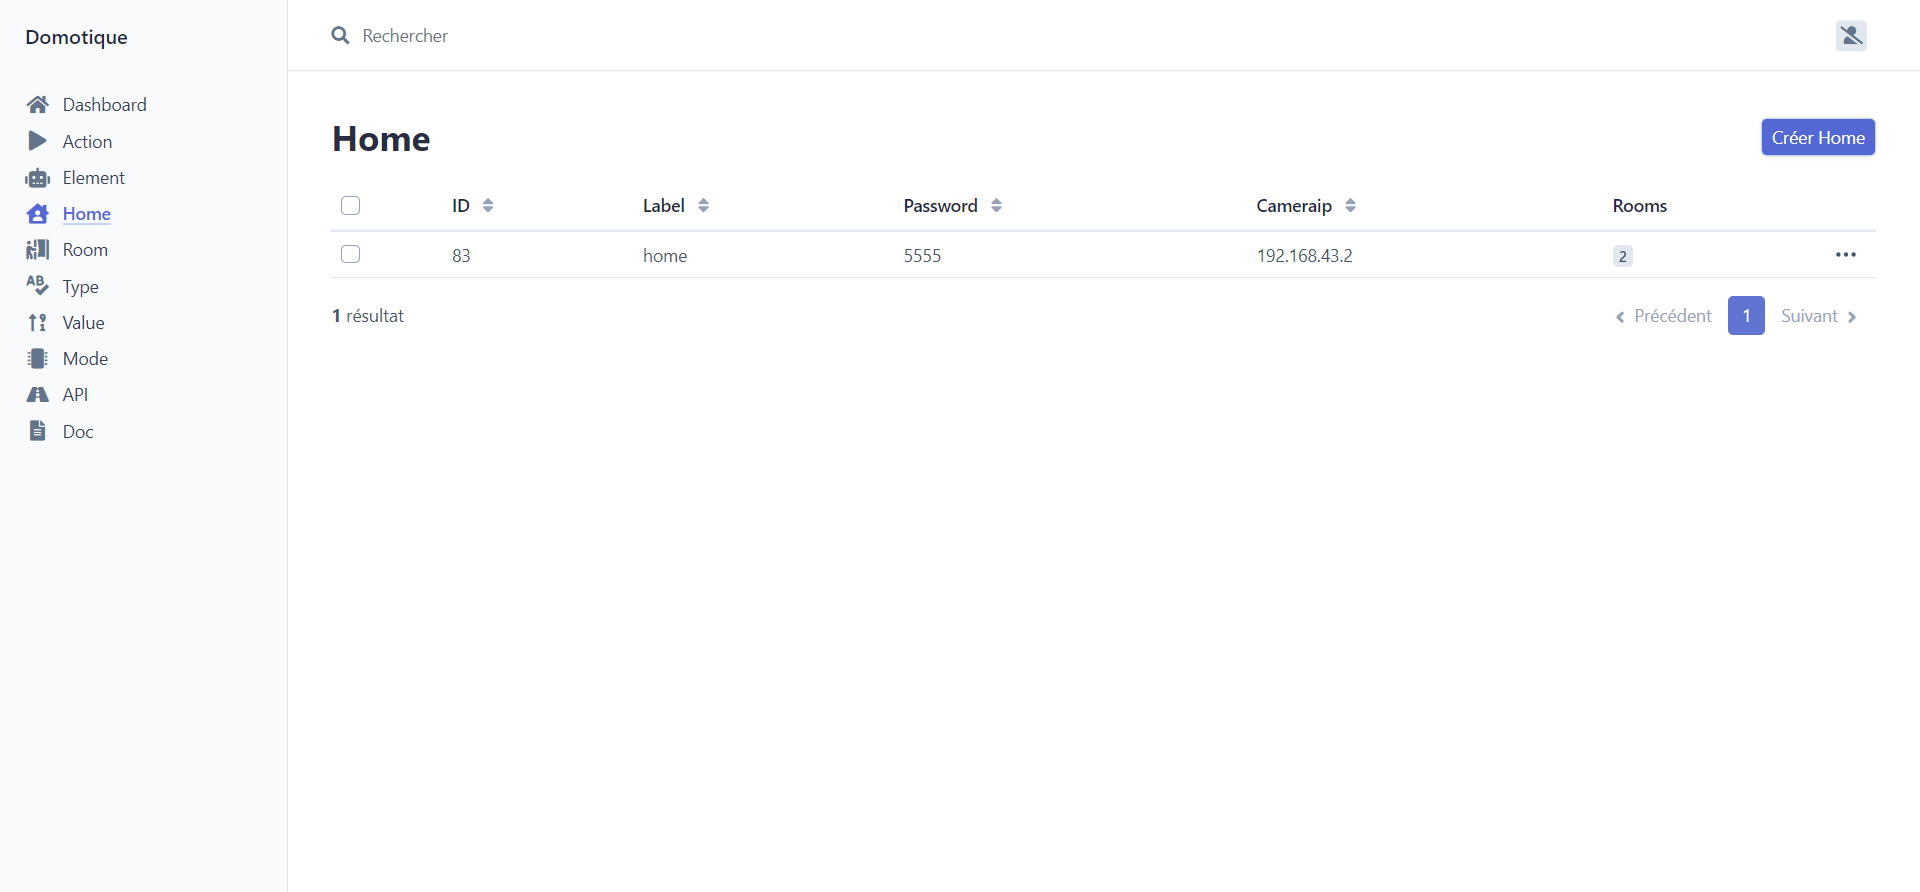 Domotique
Rechercher
Dashboard
Action
Element
Home
Room
Type
Value
Mode
API
Doc
Home
Créer Home
ID Label Password Cameraip Rooms
83 home 5555 192.168.43.2 2
1 résultat
Précédent 1 Suivant